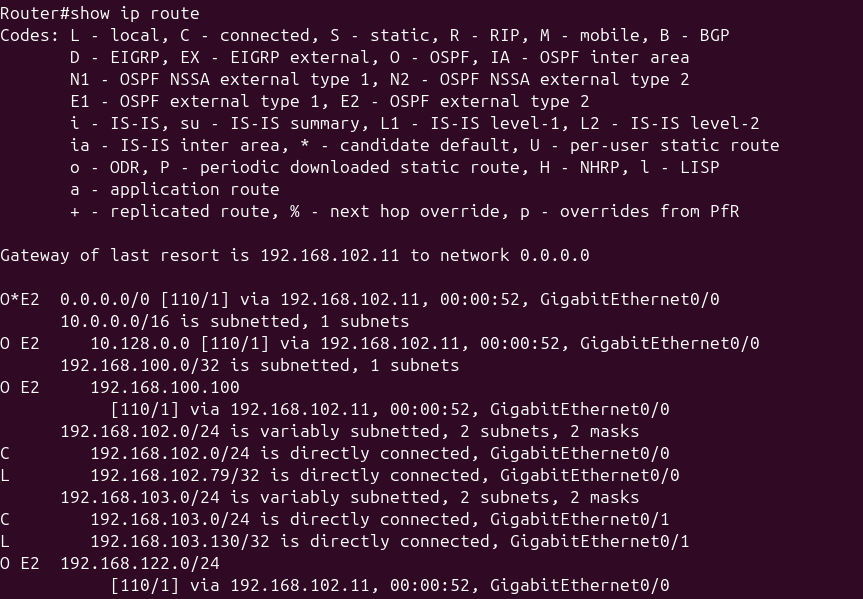 Router#show ip route
Codes: L - local, C - connected, S - static, R - RIP, M - mobile, B - BGP
       D - EIGRP, EX - EIGRP external, O - OSPF, IA - OSPF inter area
       N1 - OSPF NSSA external type 1, N2 - OSPF NSSA external type 2
       E1 - OSPF external type 1, E2 - OSPF external type 2
       i - IS-IS, su - IS-IS summary, L1 - IS-IS level-1, L2 - IS-IS level-2
       ia - IS-IS inter area, * - candidate default, U - per-user static route
       o - ODR, P - periodic downloaded static route, H - NHRP, l - LISP
       a - application route
       + - replicated route, % - next hop override, p - overrides from PfR

Gateway of last resort is 192.168.102.11 to network 0.0.0.0

O*E2  0.0.0.0/0 [110/1] via 192.168.102.11, 00:00:52, GigabitEthernet0/0
      10.0.0.0/16 is subnetted, 1 subnets
O E2     10.128.0.0 [110/1] via 192.168.102.11, 00:00:52, GigabitEthernet0/0
      192.168.100.0/32 is subnetted, 1 subnets
O E2     192.168.100.100
           [110/1] via 192.168.102.11, 00:00:52, GigabitEthernet0/0
      192.168.102.0/24 is variably subnetted, 2 subnets, 2 masks
C        192.168.102.0/24 is directly connected, GigabitEthernet0/0
L        192.168.102.79/32 is directly connected, GigabitEthernet0/0
      192.168.103.0/24 is variably subnetted, 2 subnets, 2 masks
C        192.168.103.0/24 is directly connected, GigabitEthernet0/1
L        192.168.103.130/32 is directly connected, GigabitEthernet0/1
O E2  192.168.122.0/24
           [110/1] via 192.168.102.11, 00:00:52, GigabitEthernet0/0